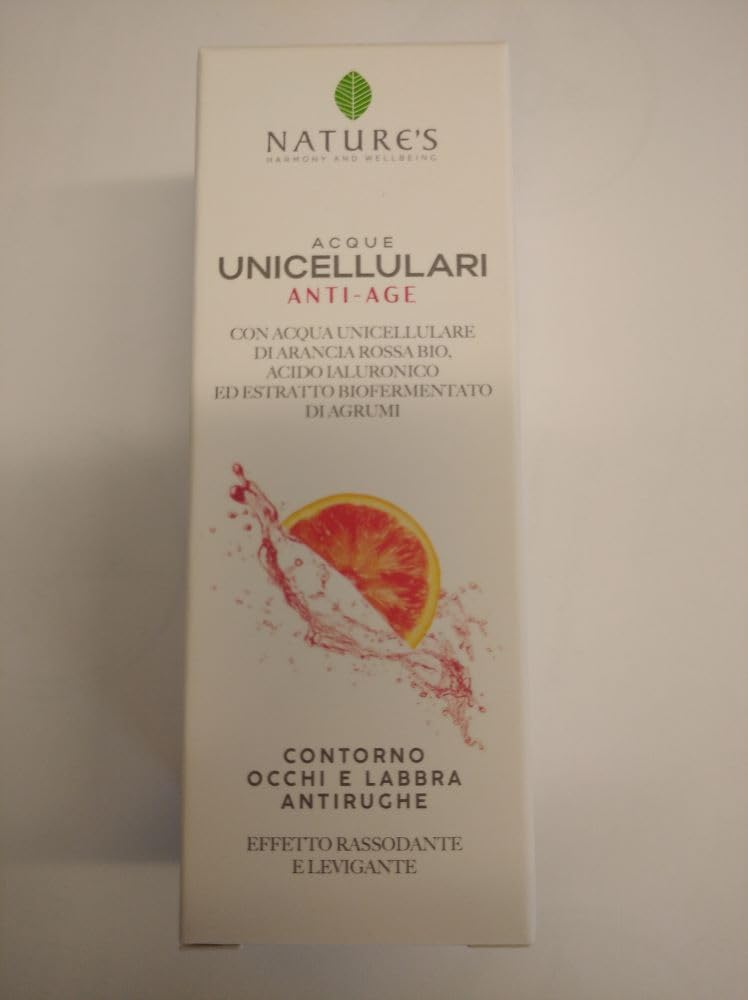 NATURE'S
HARMONY AND WELLBEING
ACQUE
UNICELLULARI
ANTI-AGE
CON ACQUA UNICELLULARE
DI ARANCIA ROSSA BIO,
ACIDO IALURONICO
ED ESTRATTO BIOFERMENTATO
DI AGRUMI
CONTORNO
OCCHI E LABBRA
ANTIRUGHE
EFFETTO RASSODANTE
E LEVIGANTE